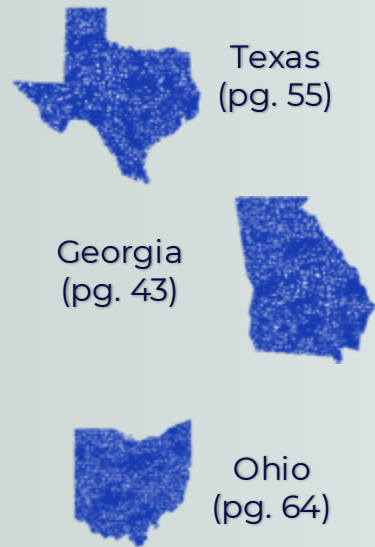 Texas
(pg. 55)
Georgia
(pg. 43)
Ohio
(pg. 64)